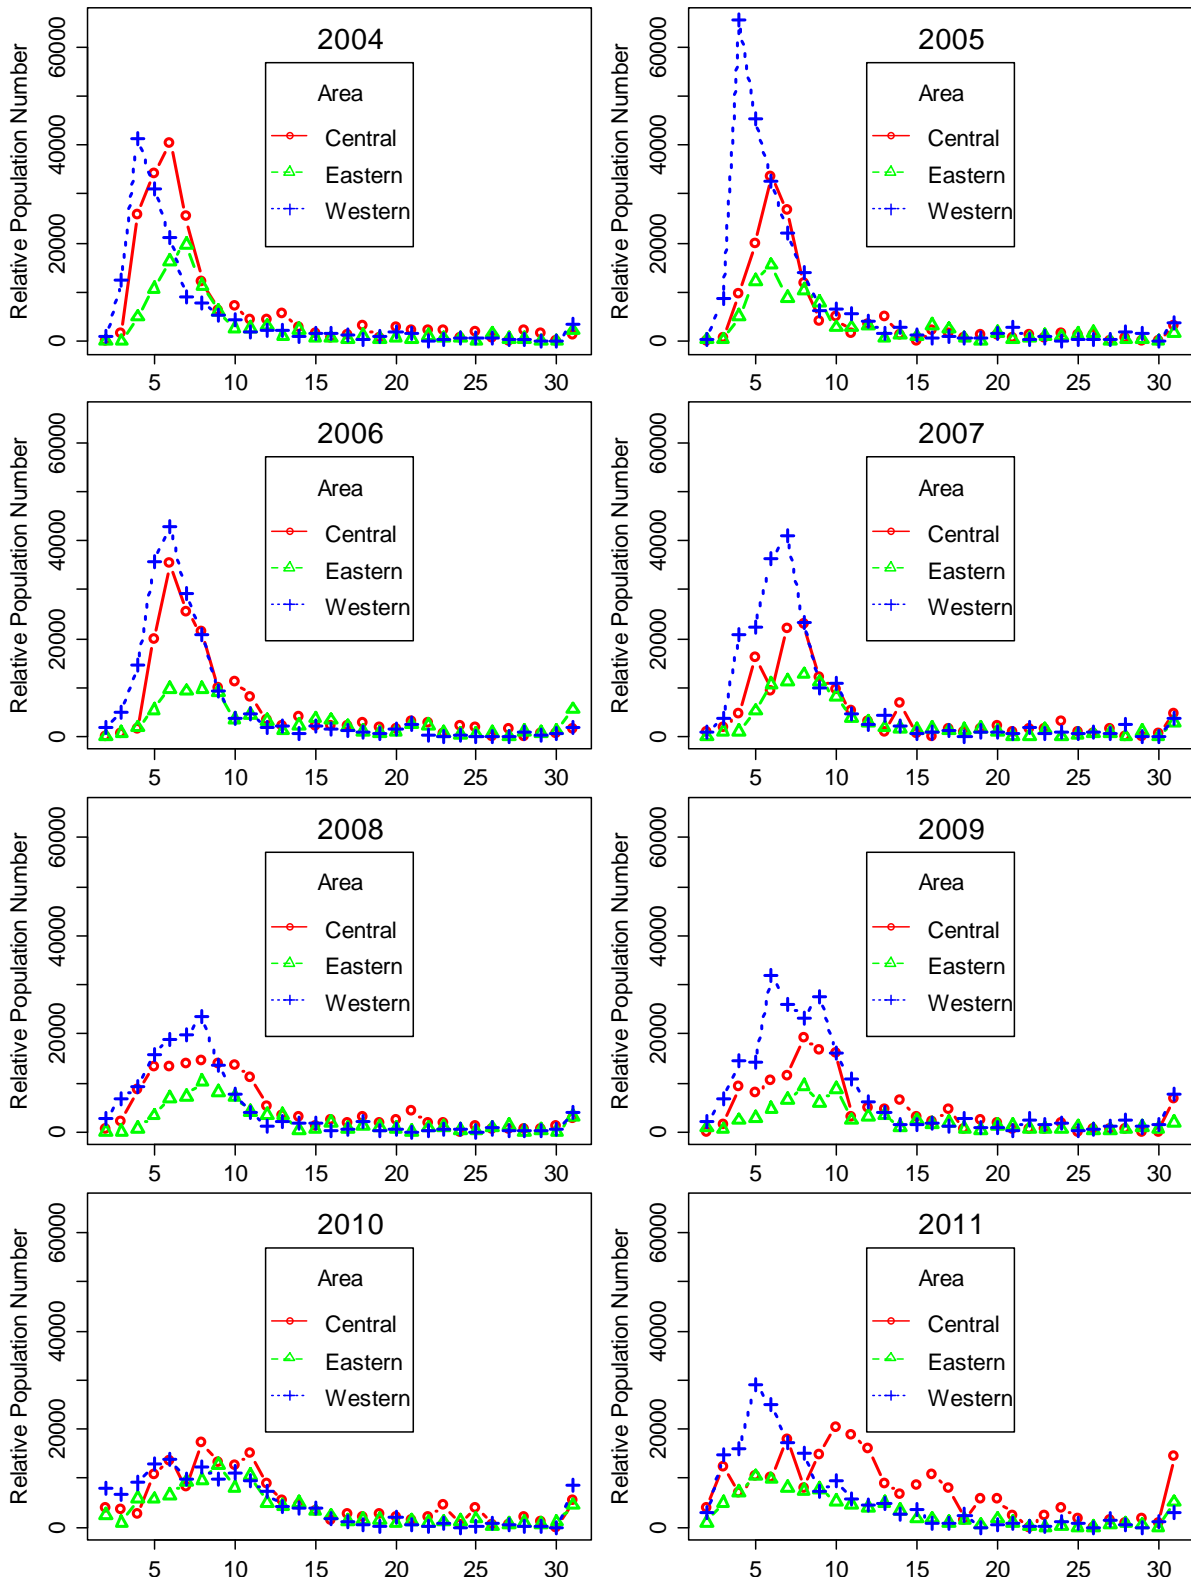 2004
Relative Population Number
0 20000 40000 60000
Area
Central
Eastern
Western
5 10 15 20 25 30
2005
Relative Population Number
0 20000 40000 60000
Area
Central
Eastern
Western
5 10 15 20 25 30
2006
Relative Population Number
0 20000 40000 60000
Area
Central
Eastern
Western
5 10 15 20 25 30
2007
Relative Population Number
0 20000 40000 60000
Area
Central
Eastern
Western
5 10 15 20 25 30
2008
Relative Population Number
0 20000 40000 60000
Area
Central
Eastern
Western
5 10 15 20 25 30
2009
Relative Population Number
0 20000 40000 60000
Area
Central
Eastern
Western
5 10 15 20 25 30
2010
Relative Population Number
0 20000 40000 60000
Area
Central
Eastern
Western
5 10 15 20 25 30
2011
Relative Population Number
0 20000 40000 60000
Area
Central
Eastern
Western
5 10 15 20 25 30